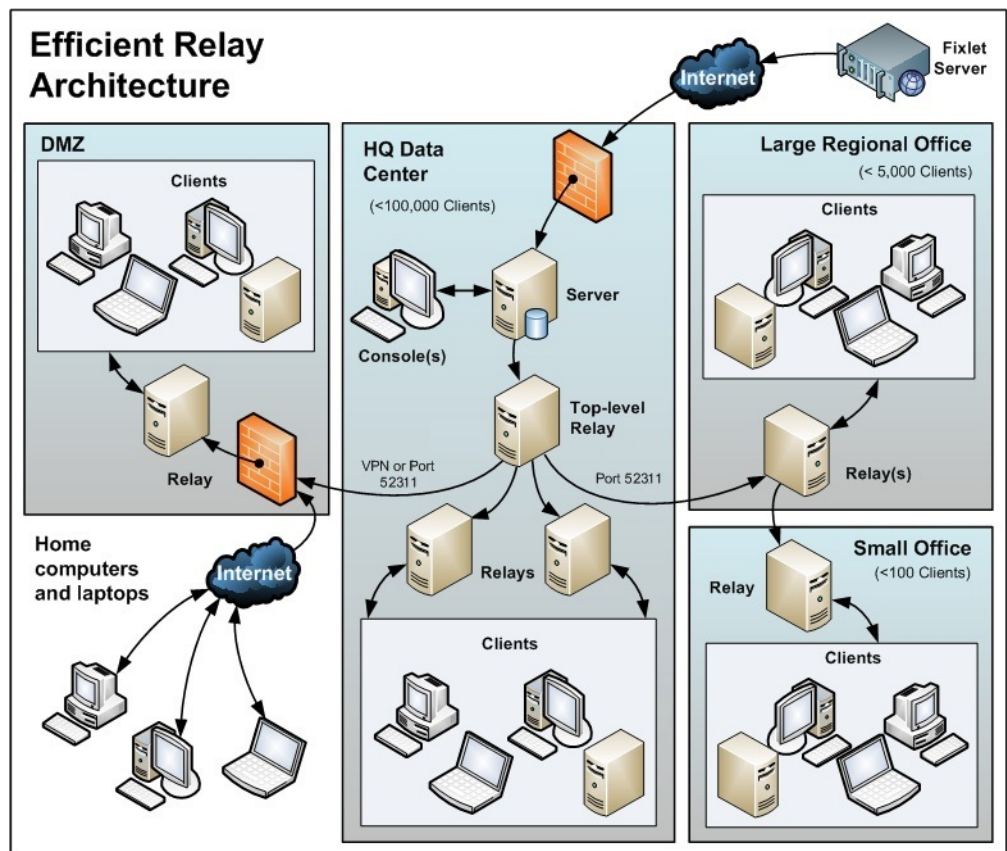 Efficient Relay
Architecture
Internet
Fixlet
Server
DMZ
Clients
Relay
HQ Data
Center
(<100,000 Clients)
Server
Console(s)
Top-level
Relay
VPN or Port
52311
Port 52311
Relays
Clients
Large Regional Office
(< 5,000 Clients)
Clients
Relay(s)
Small Office
(<100 Clients)
Relay
Clients
Home
computers
and laptops
Internet